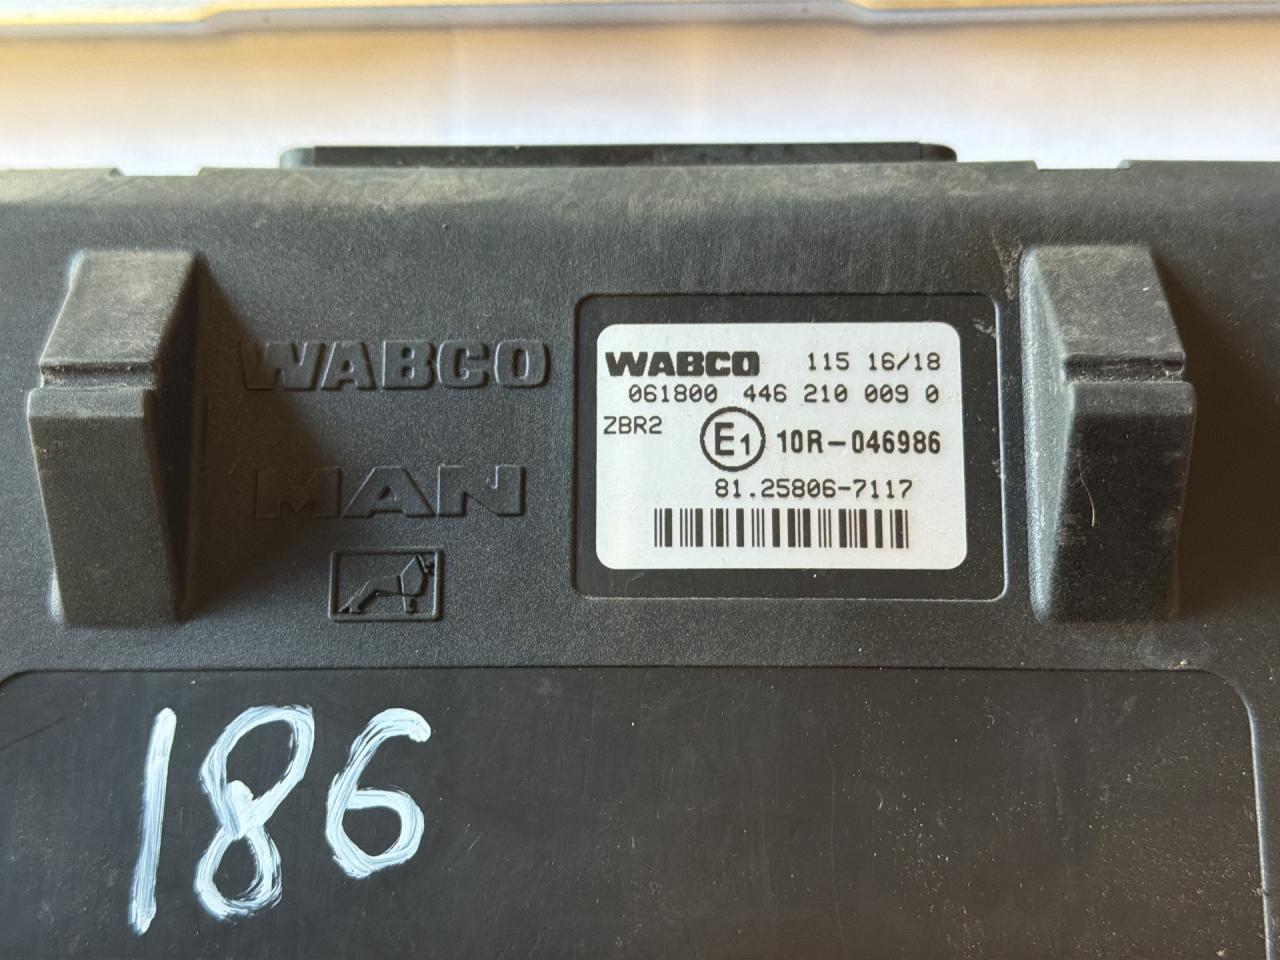 WABCO
MAN
WABCO 115 16/18
061800 446 210 009 0
ZBR2 E1 10R-046986
81.25806-7117
186